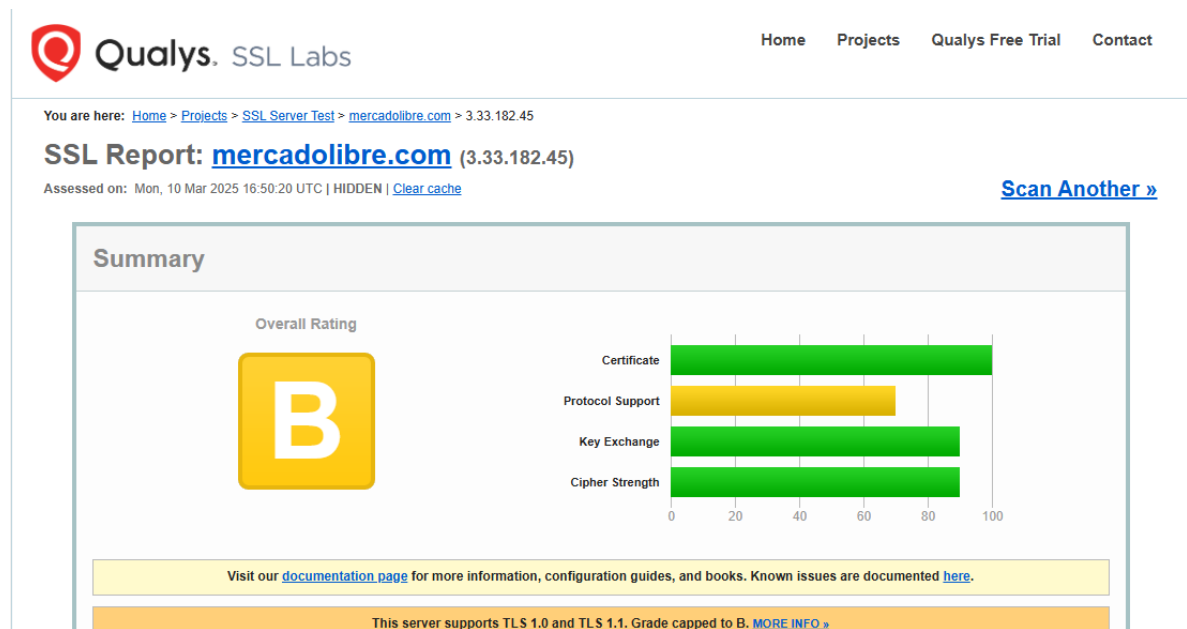 Qualys. SSL Labs
Home Projects Qualys Free Trial Contact
You are here: Home > Projects > SSL Server Test > mercadolibre.com > 3.33.182.45
SSL Report: mercadolibre.com (3.33.182.45)
Assessed on: Mon, 10 Mar 2025 16:50:20 UTC | HIDDEN | Clear cache
Scan Another »
Summary
Overall Rating
B
Certificate
Protocol Support
Key Exchange
Cipher Strength
0 20 40 60 80 100
Visit our documentation page for more information, configuration guides, and books. Known issues are documented here.
This server supports TLS 1.0 and TLS 1.1. Grade capped to B. MORE INFO »